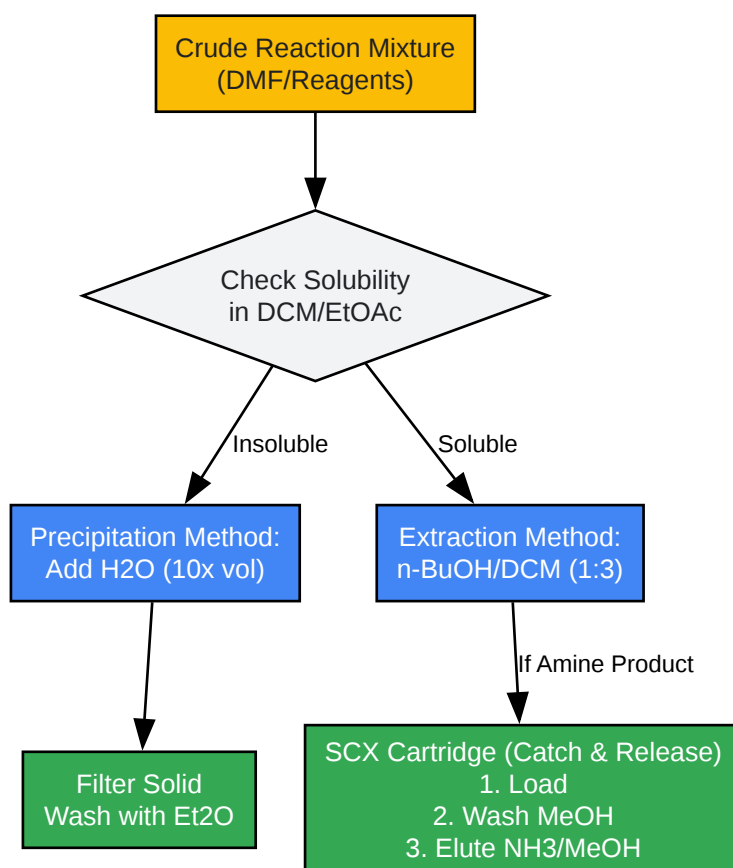 Crude Reaction Mixture
(DMF/Reagents)
Check Solubility
in DCM/EtOAc
Insoluble
Soluble
Precipitation Method:
Add H2O (10x vol)
Extraction Method:
n-BuOH/DCM (1:3)
If Amine Product
Filter Solid
Wash with Et2O
SCX Cartridge (Catch & Release)
1. Load
2. Wash MeOH
3. Elute NH3/MeOH